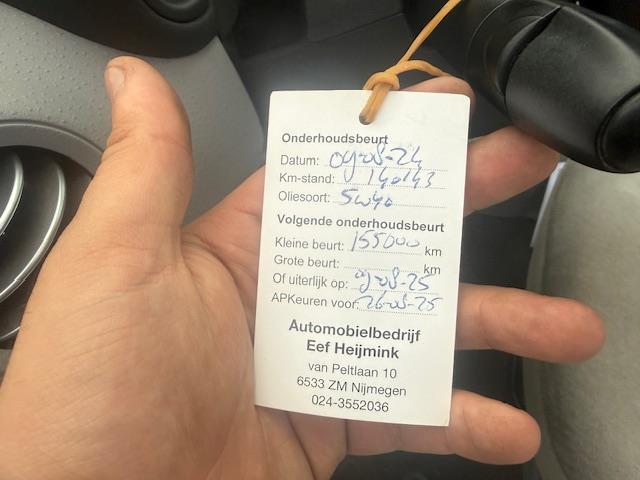 Onderhoudsbeurt
Datum: 09-08-24
Km-stand: 140143
Oliesoort: 5W40
Volgende onderhoudsbeurt
Kleine beurt: 155000 km
Grote beurt: km
Of uiterlijk op: 09-08-25
APKeuren voor: 26-08-25
Automobielbedrijf
Eef Heijmink
van Peltlaan 10
6533 ZM Nijmegen
024-3552036